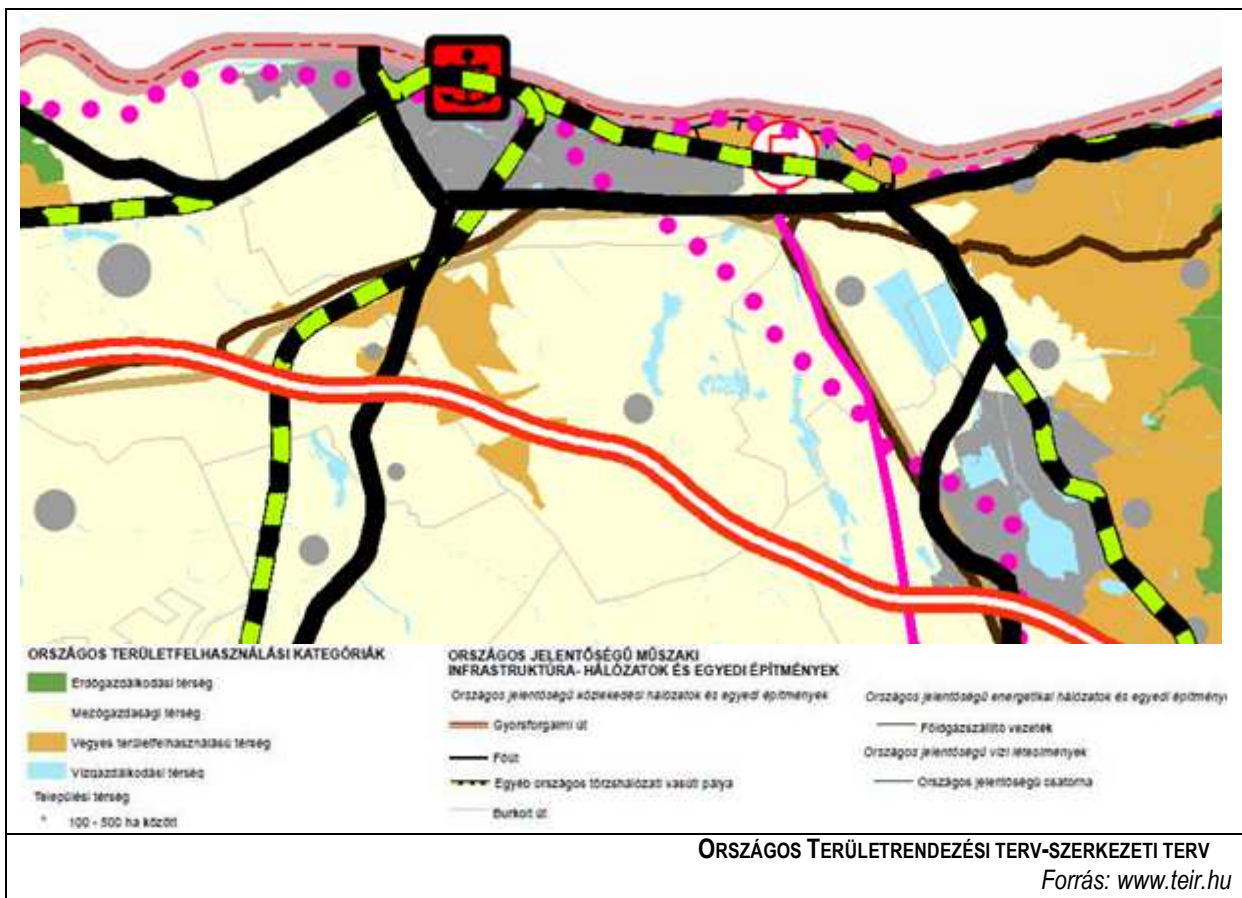 ORSZÁGOS TERÜLETFELHASZNÁLÁSI KATEGÓRIÁK
Erdőgazdálkodási térség
Mezőgazdasági térség
Vegyes területfelhasználású térség
Vízgazdálkodási térség
Települési térség
100 - 500 ha között
ORSZÁGOS JELENTŐSÉGŰ MŰSZAKI
INFRASTRUKTÚRA- HÁLÓZATOK ÉS EGYEDI ÉPÍTMÉNYEK
Országos jelentőségű közlekedési hálózatok és egyedi építmények
Gyorsforgalmi út
Főút
Egyéb országos törzshálózati vasúti pálya
Burkolt út
Országos jelentőségű energetikai hálózatok és egyedi építmény
Földgázszállító vezeték
Országos jelentőségű vízi létesítmények
Országos jelentőségű csatorna
ORSZÁGOS TERÜLETRENDEZÉSI TERV-SZERKEZETI TERV
Forrás: www.teir.hu